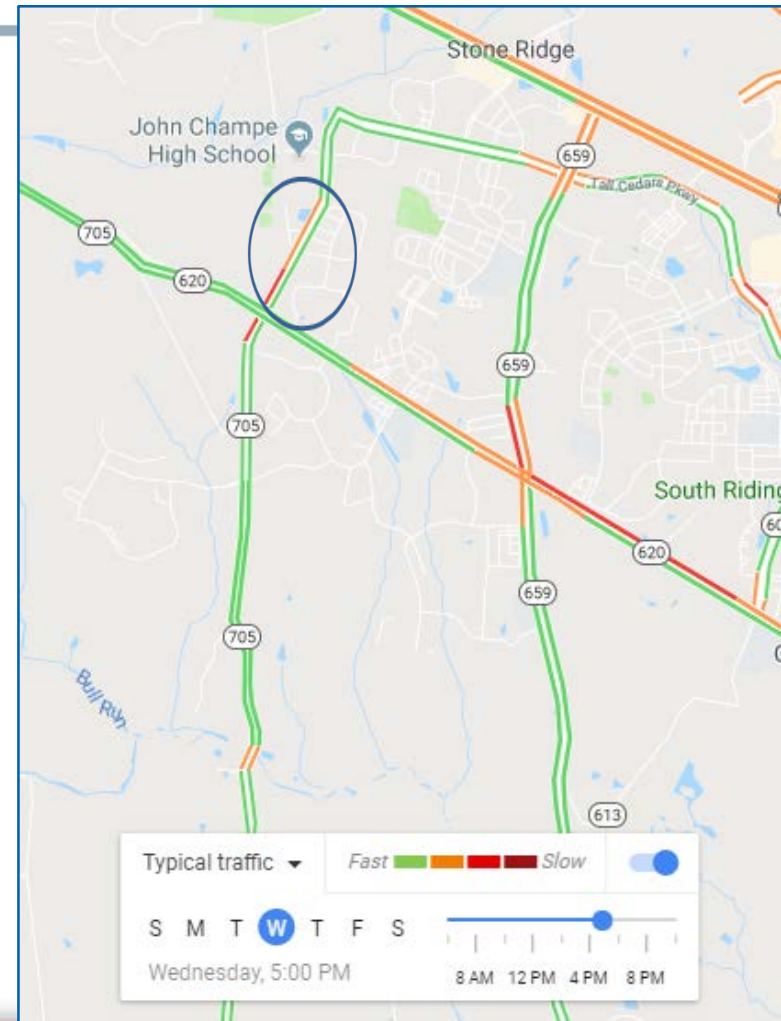 Stone Ridge
John Champe
High School
659
Tall Cedars Pkwy
705
620
659
705
South Riding
620
659
705
Bull Run
613
Typical traffic
Fast
Slow
S M T W T F S
Wednesday, 5:00 PM
8 AM 12 PM 4 PM 8 PM